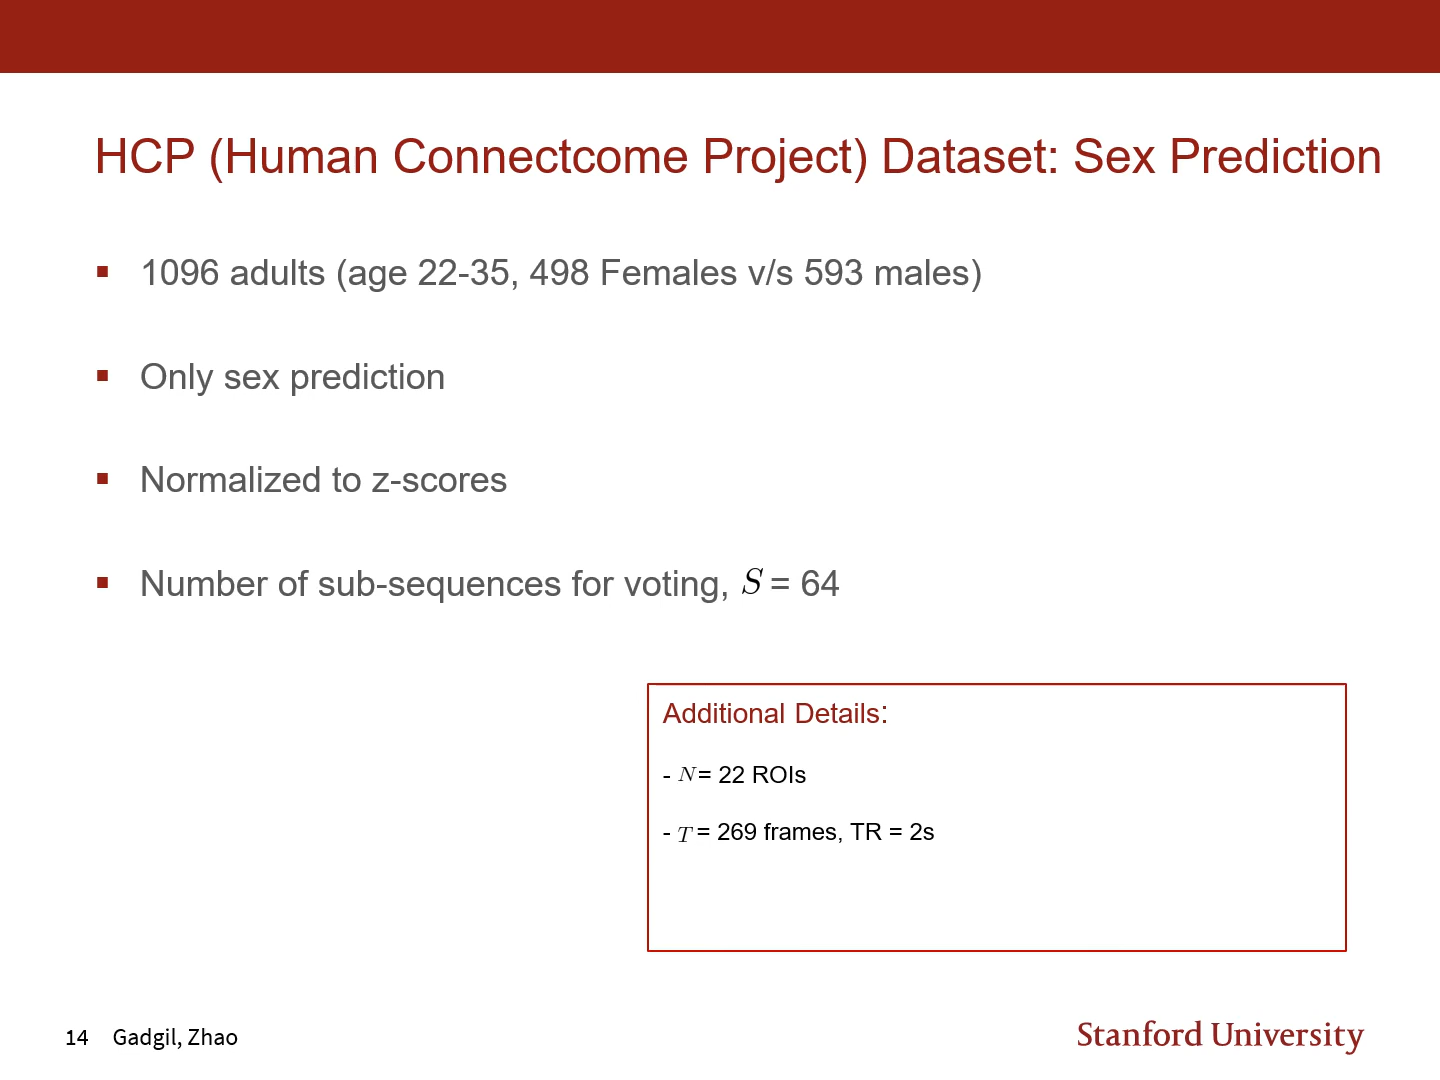 HCP (Human Connectcome Project) Dataset: Sex Prediction
▪ 1096 adults (age 22-35, 498 Females v/s 593 males)
▪ Only sex prediction
▪ Normalized to z-scores
▪ Number of sub-sequences for voting, S = 64
Additional Details:
- N = 22 ROIs
- T = 269 frames, TR = 2s
14 Gadgil, Zhao
Stanford University